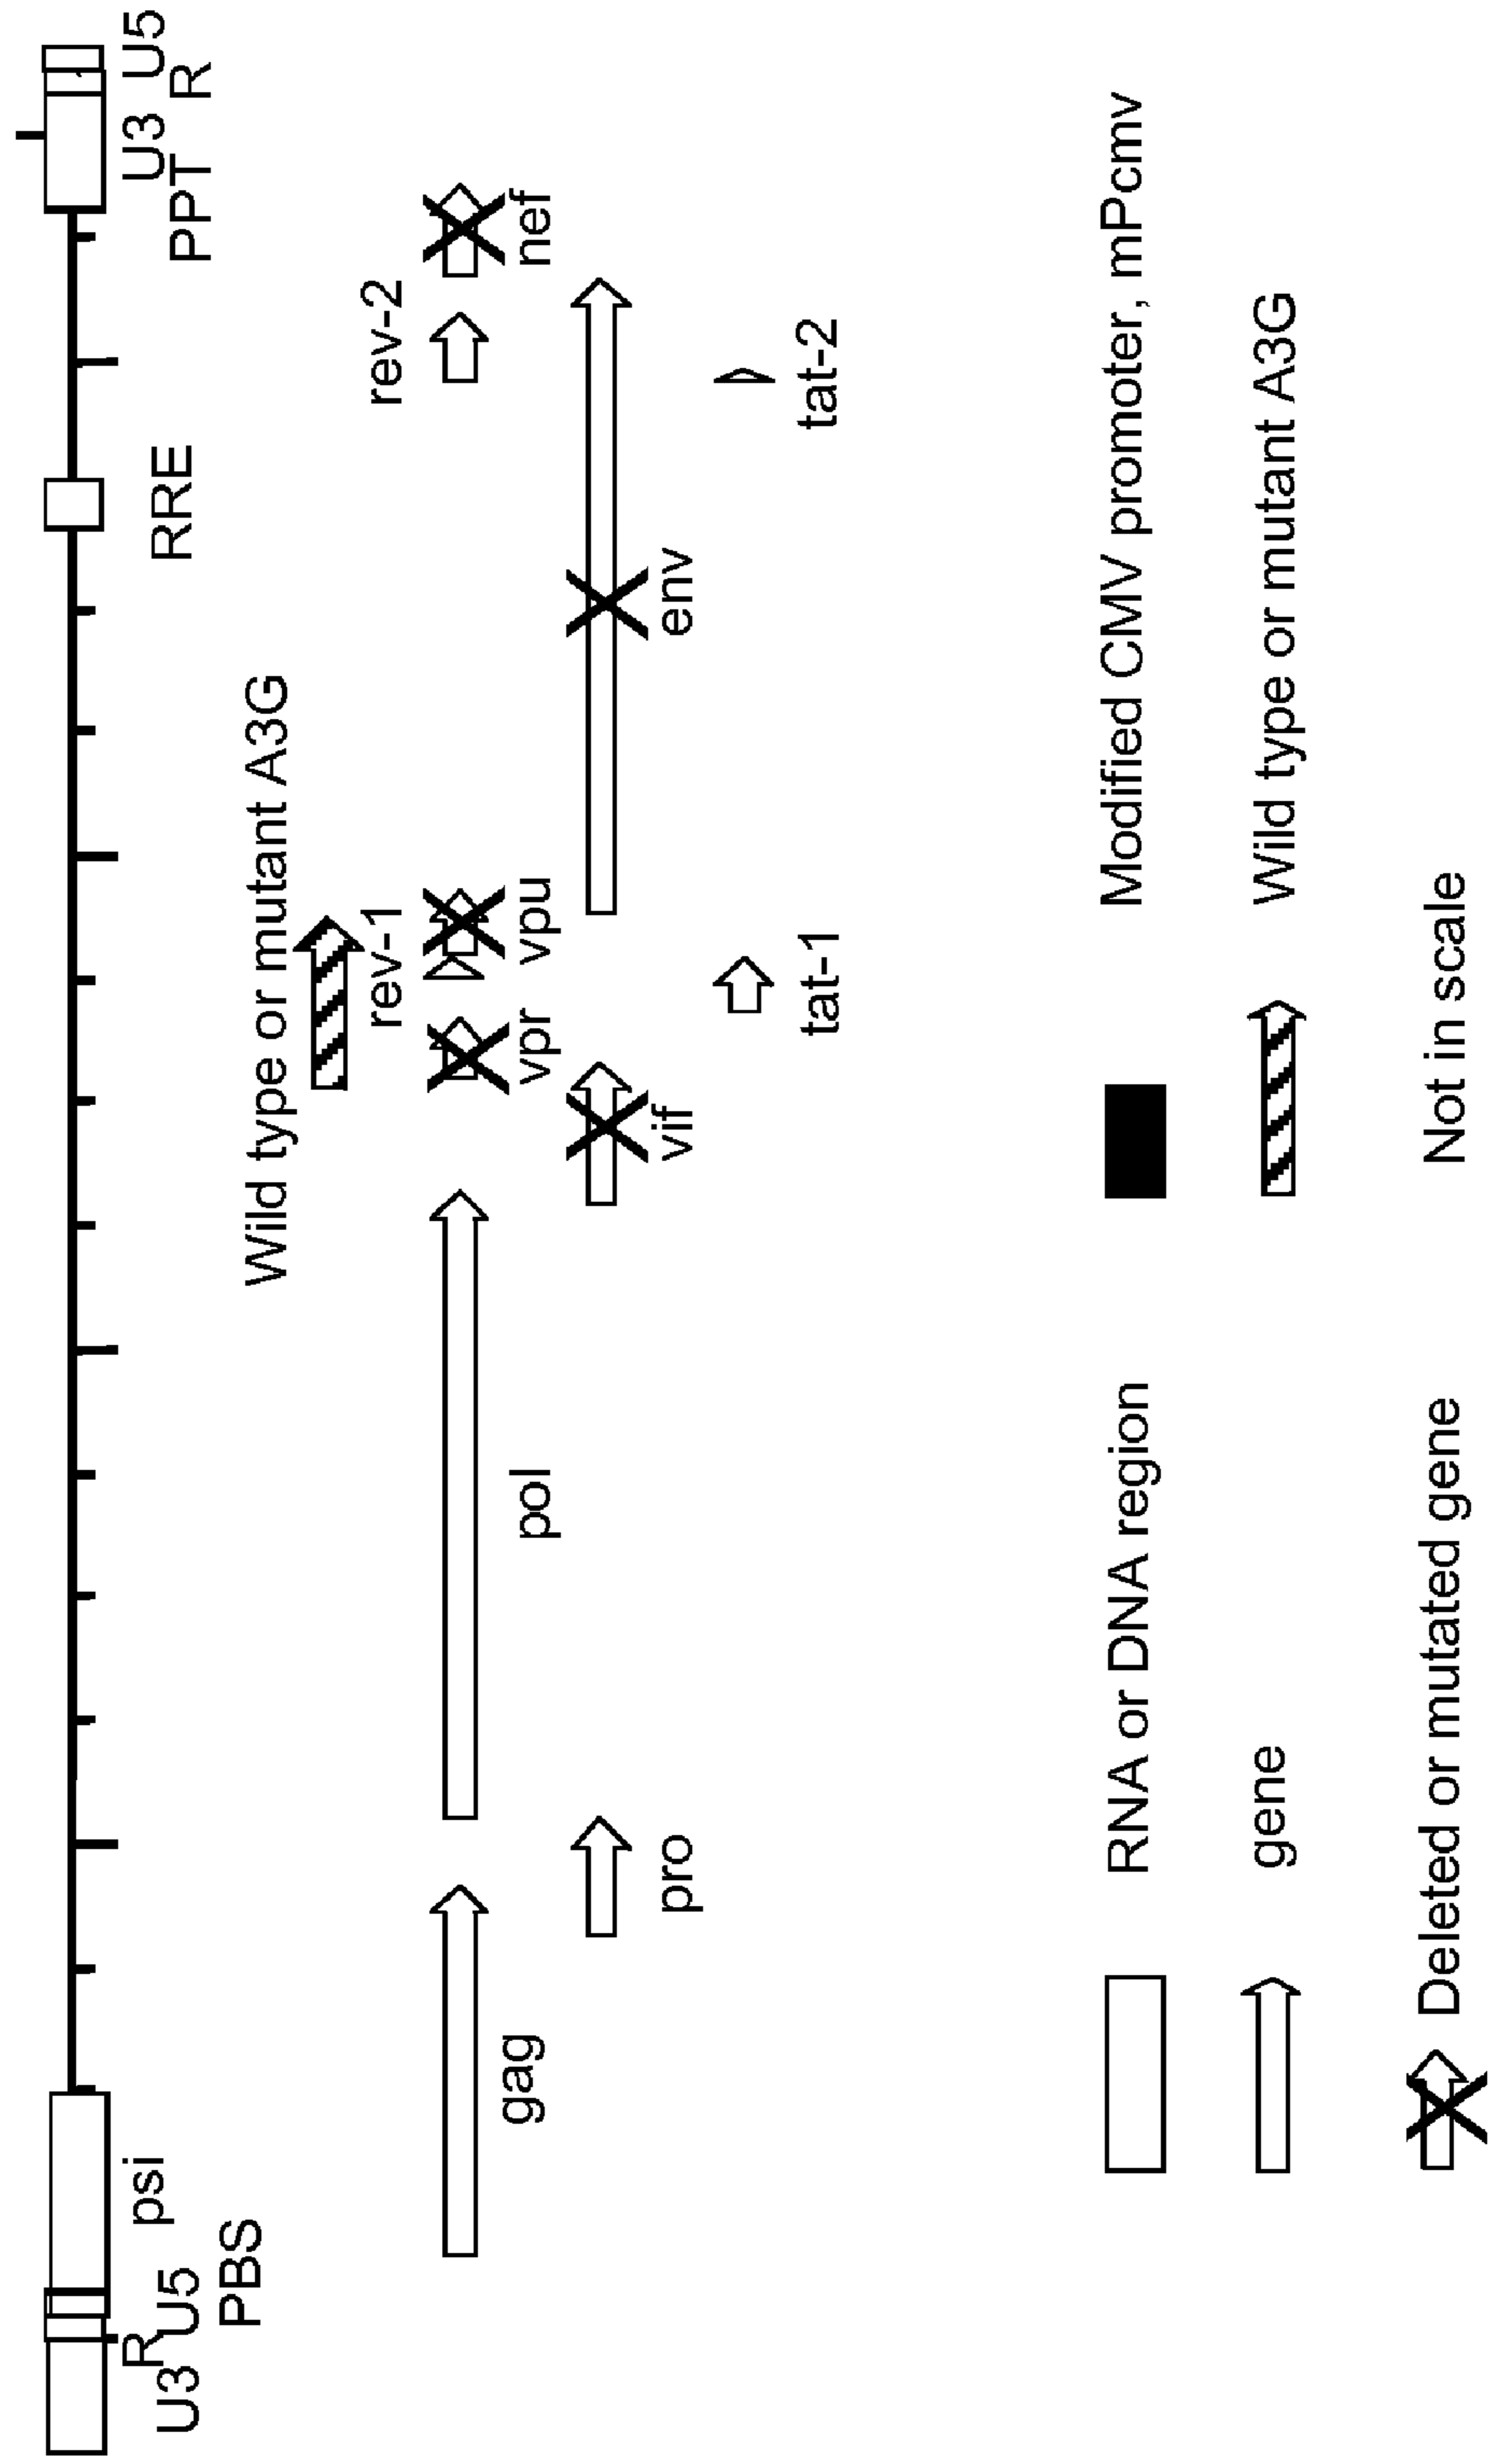 U3
R
U5
psi
PBS
RRE
U3
U5
PPT
R
Wild type or mutant A3G
gag
pol
vpr
rev-1
vpu
rev-2
nef
pro
vif
env
tat-1
tat-2
RNA or DNA region
Modified CMV promoter, mPcmv
gene
Wild type or mutant A3G
Deleted or mutated gene
Not in scale